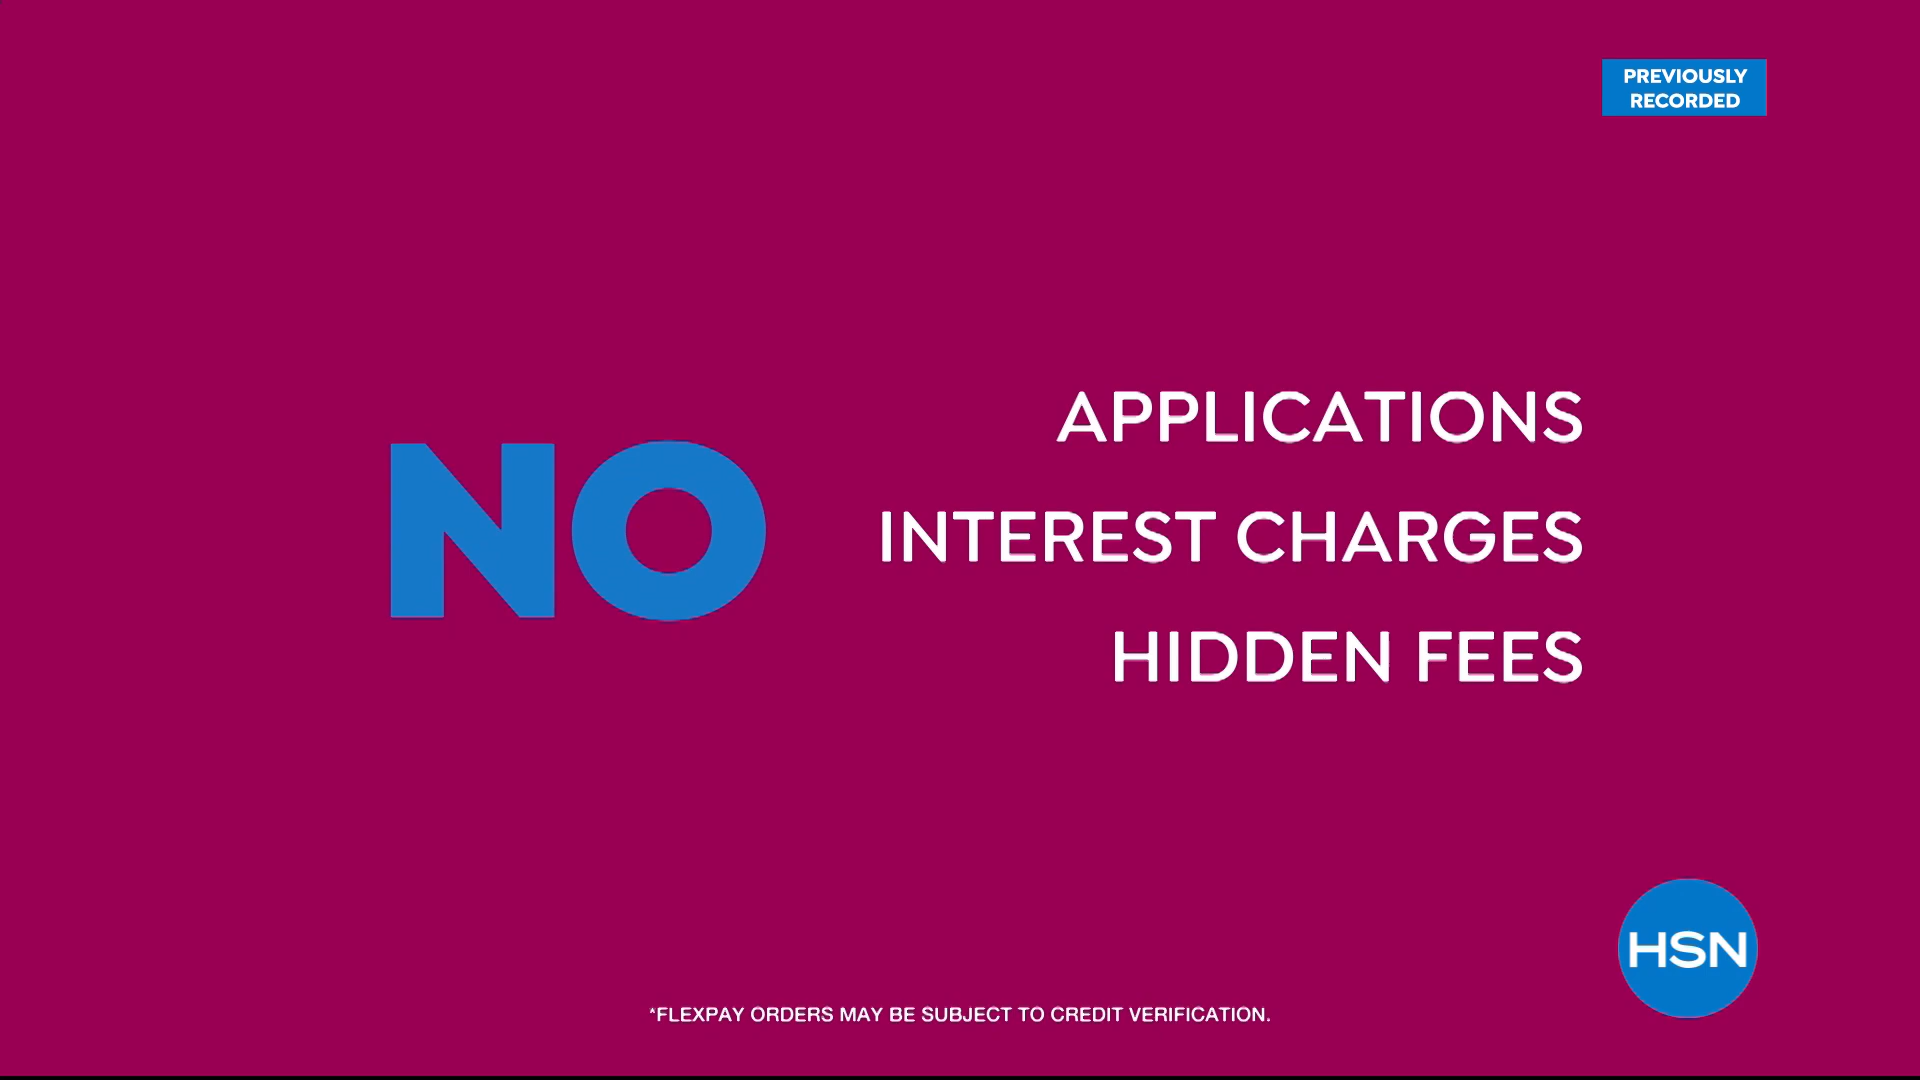 PREVIOUSLY
RECORDED
NO
APPLICATIONS
INTEREST CHARGES
HIDDEN FEES
HSN
*FLEXPAY ORDERS MAY BE SUBJECT TO CREDIT VERIFICATION.